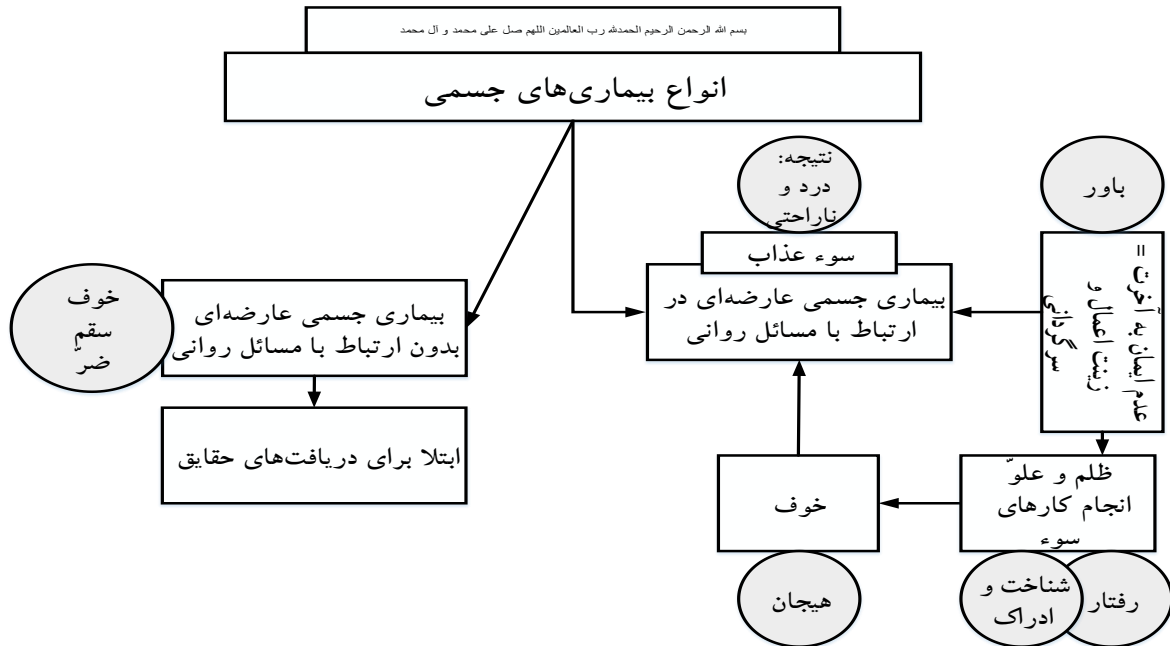 بسم الله الرحمن الرحیم الحمدلله رب العالمین اللهم صل علی محمد و آل محمد
انواع بیماری‌های جسمی
باور
عدم ایمان به آخرت =
زینت اعمال و
سرگردانی
نتیجه:
درد و
ناراحتی
سوء عذاب
بیماری جسمی عارضه‌ای در
ارتباط با مسائل روانی
خوف
سقم
ضرّ
بیماری جسمی عارضه‌ای
بدون ارتباط با مسائل روانی
ابتلا برای دریافت‌های حقایق
ظلم و علوّ
انجام کارهای
سوء
رفتار
شناخت و
ادراک
خوف
هیجان